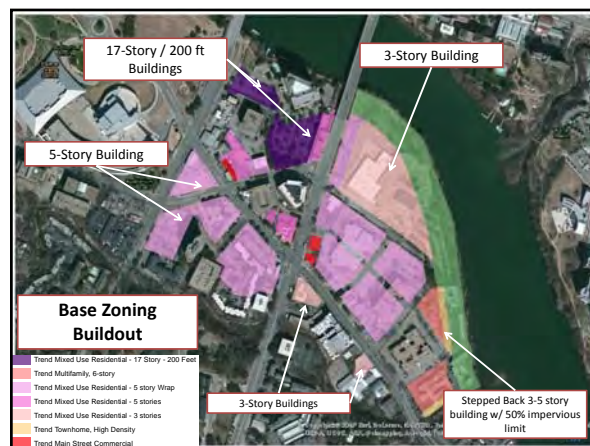 17-Story / 200 ft
Buildings
3-Story Building
5-Story Building
Base Zoning
Buildout
Trend Mixed Use Residential - 17 Story - 200 Feet
Trend Multifamily, 6-story
Trend Mixed Use Residential - 5 story Wrap
Trend Mixed Use Residential - 5 stories
Trend Mixed Use Residential - 3 stories
Trend Townhome, High Density
Trend Main Street Commercial
3-Story Buildings
Stepped Back 3-5 story
building w/ 50% impervious
limit